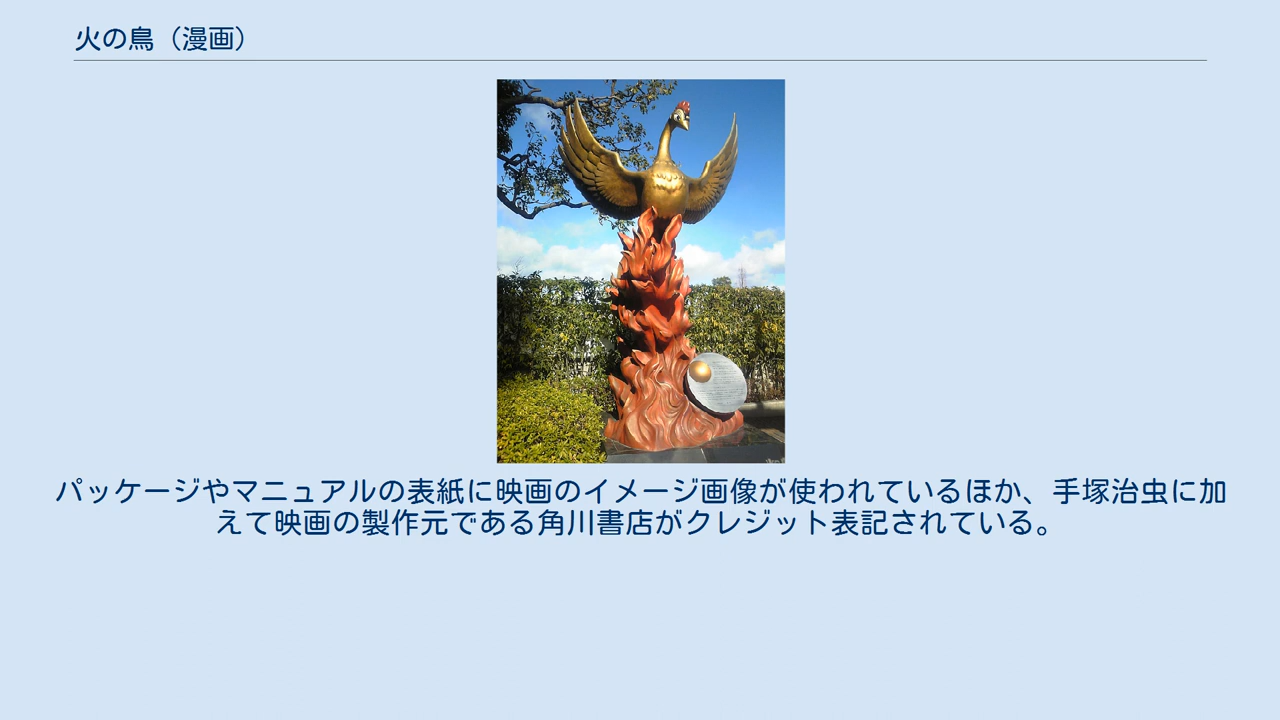 火の鳥（漫画）
パッケージやマニュアルの表紙に映画のイメージ画像が使われているほか、手塚治虫に加
えて映画の製作元である角川書店がクレジット表記されている。